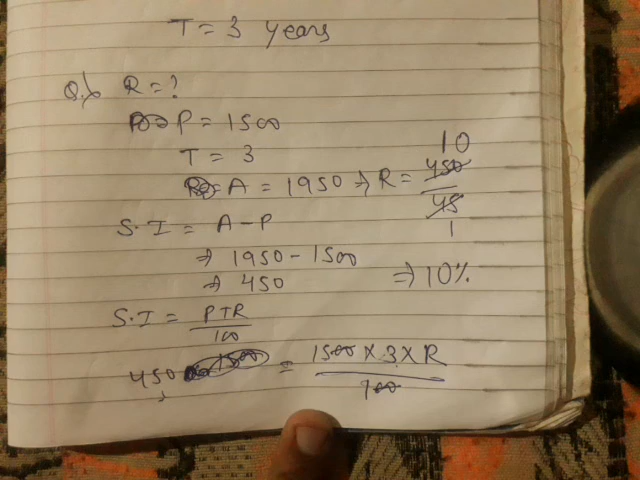 T = 3 years
Q.) R = ?
P = 1500
T = 3
A = 1950 ⇒ R = 450/45
10
1
S.I = A - P
⇒ 1950 - 1500
⇒ 450
⇒ 10%
S.I = PTR/100
450 = 1500 X 3 X R/100